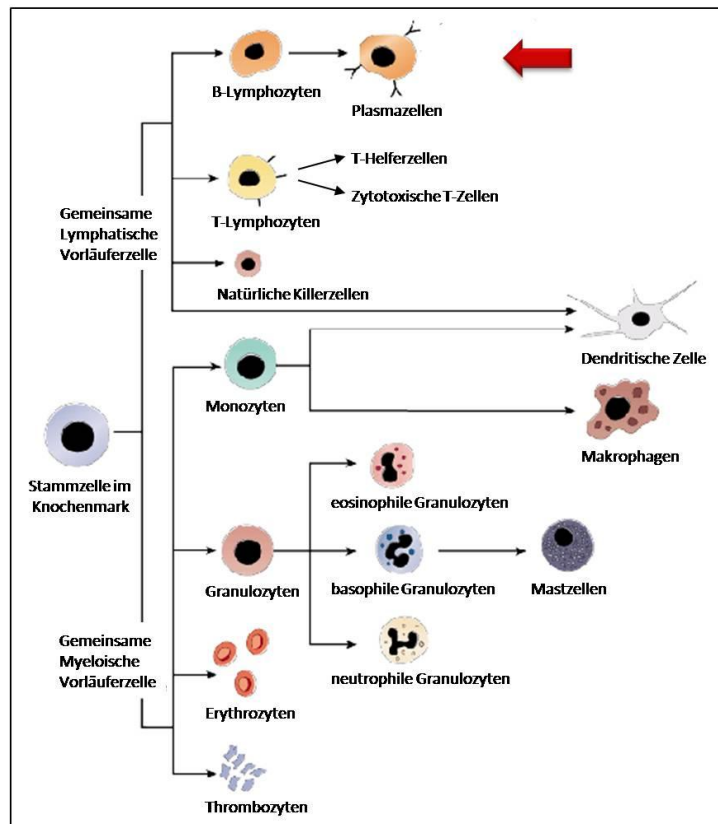 B-Lymphozyten
Plasmazellen
T-Helferzellen
Zytotoxische T-Zellen
T-Lymphozyten
Gemeinsame
Lymphatische
Vorläuferzelle
Natürliche Killerzellen
Dendritische Zelle
Monozyten
Makrophagen
Stammzelle im
Knochenmark
eosinophile Granulozyten
Granulozyten
basophile Granulozyten
Mastzellen
Gemeinsame
Myeloische
Vorläuferzelle
neutrophile Granulozyten
Erythrozyten
Thrombozyten